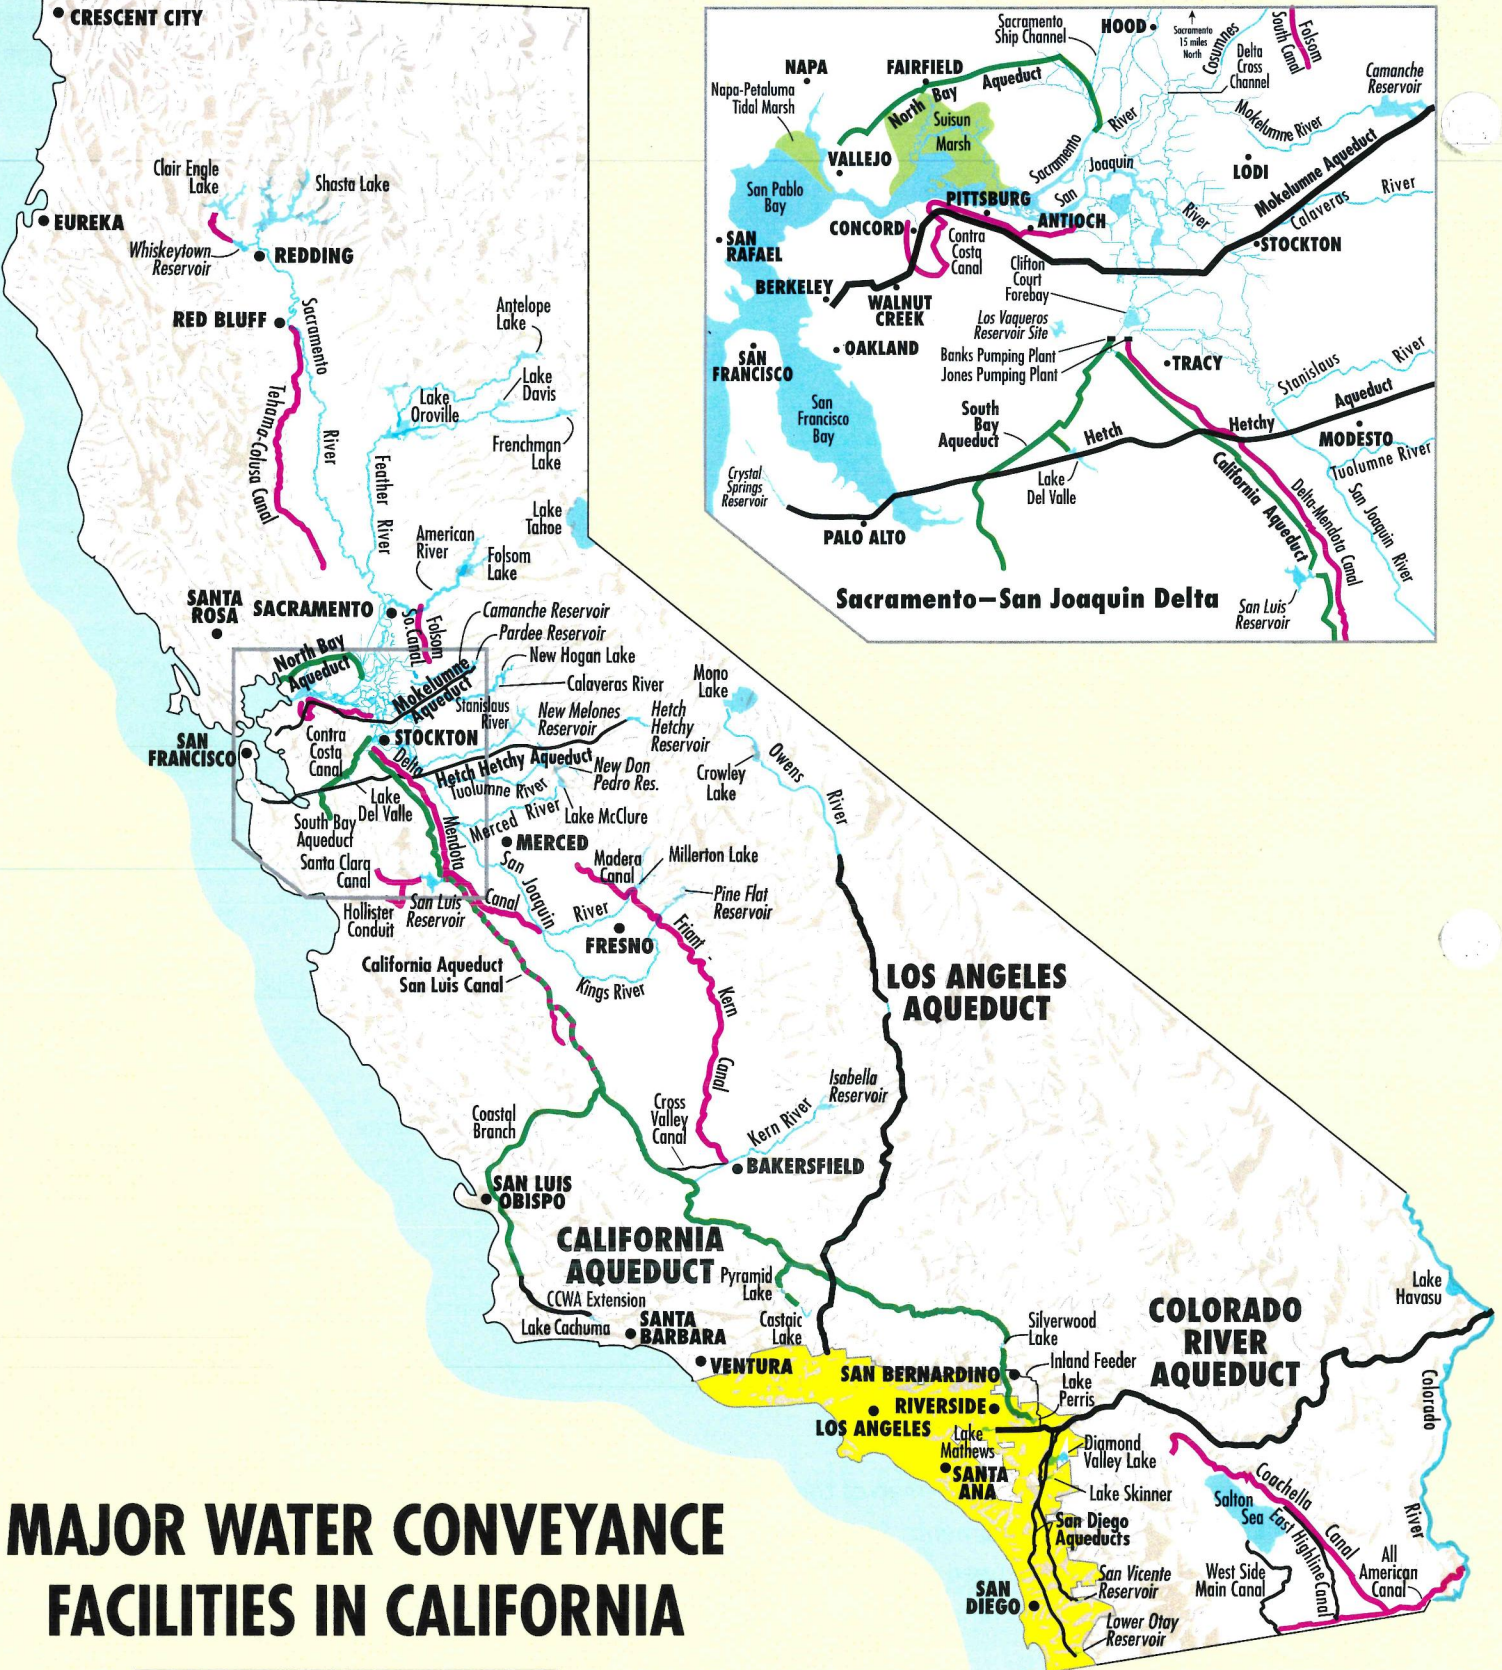 CRESCENT CITY
Clair Engle
Lake
Shasta Lake
EUREKA
Whiskeytown
Reservoir
REDDING
RED BLUFF
Sacramento
River
Tehama-Colusa Canal
Antelope
Lake
Lake
Davis
Lake
Oroville
Frenchman
Lake
Feather River
Lake
Tahoe
American
River
Folsom
Lake
SANTA
ROSA
SACRAMENTO
Folsom
So. Canal
Camanche Reservoir
Pardee Reservoir
New Hogan Lake
North Bay
Aqueduct
Mokelumne
Aqueduct
Calaveras River
Stanislaus
River
New Melones
Reservoir
Hetch
Hetchy
Reservoir
Mono
Lake
SAN
FRANCISCO
Contra
Costa
Canal
STOCKTON
Delta
Mendota
Canal
Hetch Hetchy Aqueduct
Tuolumne River
New Don
Pedro Res.
Crowley
Lake
Owens
River
Lake
Del Valle
South Bay
Aqueduct
Merced River
Lake McClure
MERCED
Santa Clara
Canal
San Joaquin
River
Madera
Canal
Millerton Lake
Hollister
Conduit
San Luis
Reservoir
Pine Flat
Reservoir
FRESNO
Friant -
Kern
Canal
California Aqueduct
San Luis Canal
Kings River
LOS ANGELES
AQUEDUCT
Isabella
Reservoir
Coastal
Branch
Cross
Valley
Canal
Kern River
BAKERSFIELD
SAN LUIS
OBISPO
CALIFORNIA
AQUEDUCT
Pyramid
Lake
CCWA Extension
Lake Cachuma
SANTA
BARBARA
Castaic
Lake
VENTURA
Silverwood
Lake
COLORADO
RIVER
AQUEDUCT
Lake
Havasu
SAN BERNARDINO
Inland Feeder
Lake
Perris
RIVERSIDE
LOS ANGELES
Lake
Mathews
Diamond
Valley Lake
SANTA
ANA
Lake Skinner
Colorado
River
Coachella
Canal
Salton
Sea
East Highline Canal
San Diego
Aqueducts
West Side
Main Canal
All
American
Canal
San Vicente
Reservoir
SAN
DIEGO
Lower Otay
Reservoir
MAJOR WATER CONVEYANCE
FACILITIES IN CALIFORNIA
Sacramento
Ship Channel
HOOD
Sacramento
15 miles
North
Cosumnes
Delta
Cross
Channel
Folsom
South Canal
Camanche
Reservoir
NAPA
FAIRFIELD
North Bay Aqueduct
Napa-Petaluma
Tidal Marsh
Suisun
Marsh
Sacramento
River
Mokelumne River
VALLEJO
San Joaquin
River
LODI
Mokelumne Aqueduct
Calaveras River
San Pablo
Bay
PITTSBURG
ANTIOCH
CONCORD
SAN
RAFAEL
Contra
Costa
Canal
STOCKTON
BERKELEY
WALNUT
CREEK
Clifton
Court
Forebay
Los Vaqueros
Reservoir Site
OAKLAND
SAN
FRANCISCO
Banks Pumping Plant
Jones Pumping Plant
TRACY
Stanislaus River
San
Francisco
Bay
South
Bay
Aqueduct
Hetch Hetchy Aqueduct
MODESTO
Crystal
Springs
Reservoir
Lake
Del Valle
Tuolumne River
California Aqueduct
Delta-Mendota Canal
San Joaquin River
PALO ALTO
San Luis
Reservoir
Sacramento–San Joaquin Delta